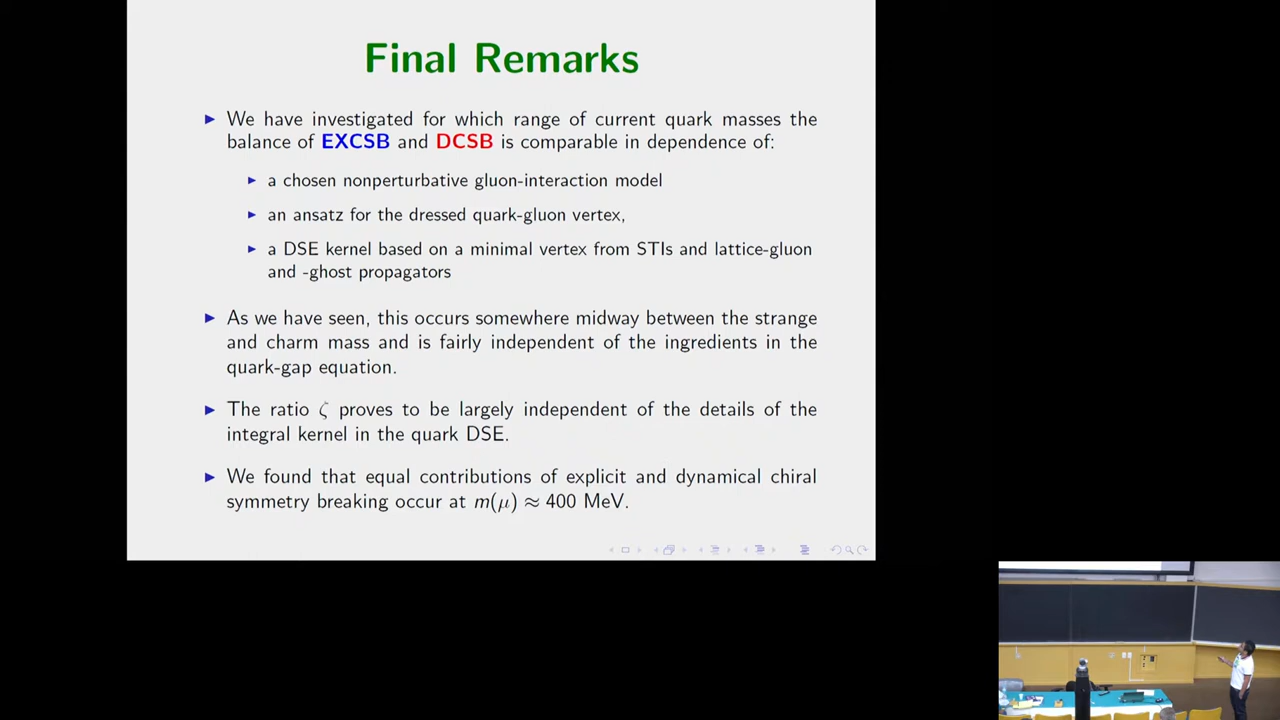 Final Remarks
We have investigated for which range of current quark masses the
balance of EXCSB and DCSB is comparable in dependence of:
a chosen nonperturbative gluon-interaction model
an ansatz for the dressed quark-gluon vertex,
a DSE kernel based on a minimal vertex from STIs and lattice-gluon
and -ghost propagators
As we have seen, this occurs somewhere midway between the strange
and charm mass and is fairly independent of the ingredients in the
quark-gap equation.
The ratio ζ proves to be largely independent of the details of the
integral kernel in the quark DSE.
We found that equal contributions of explicit and dynamical chiral
symmetry breaking occur at m(μ) ≈ 400 MeV.